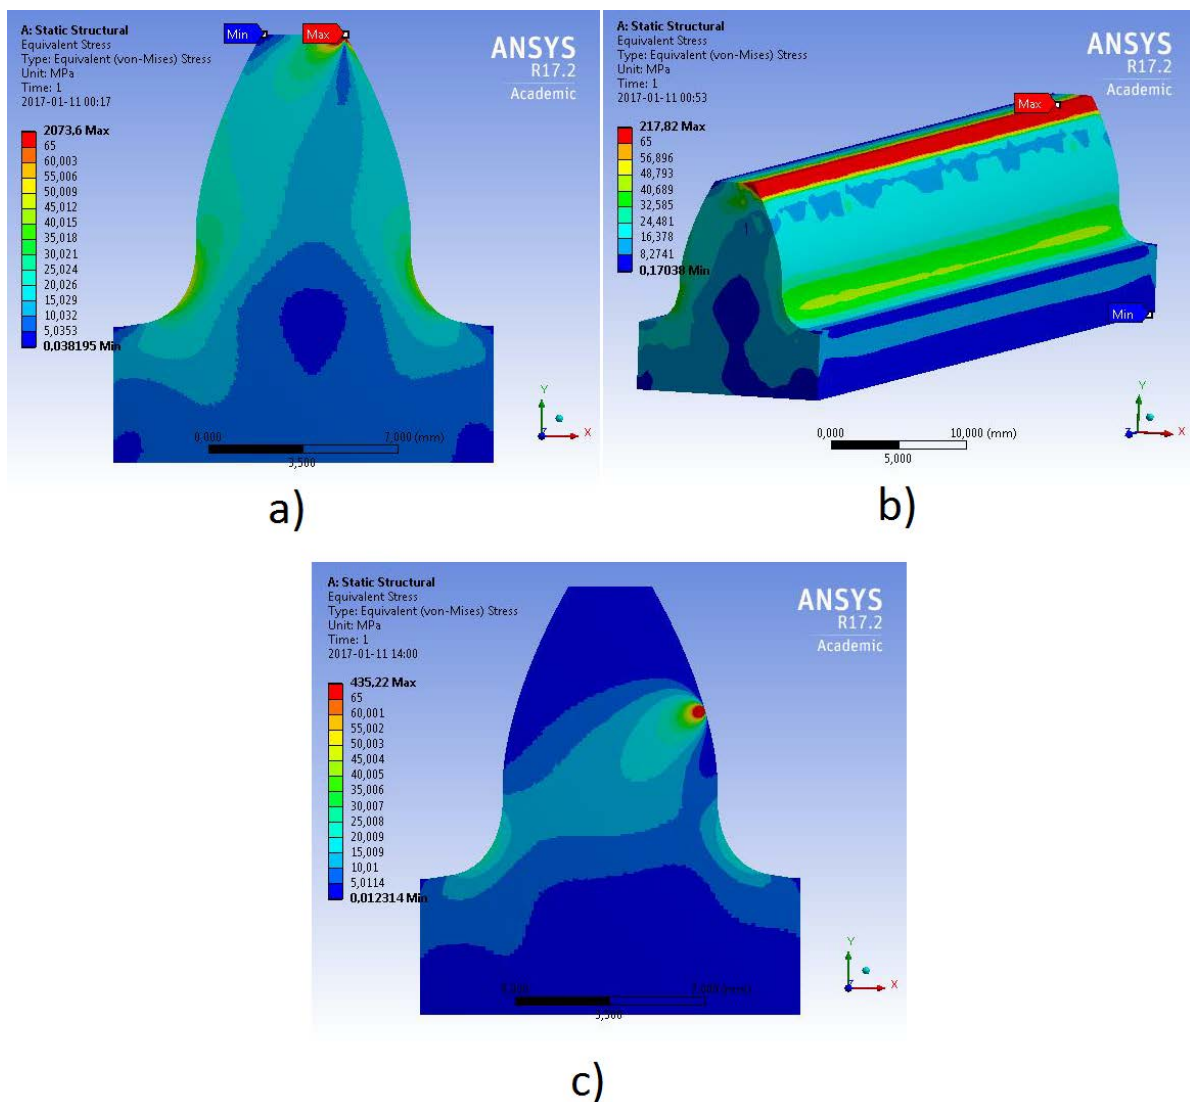 A: Static Structural
Equivalent Stress
Type: Equivalent (von-Mises) Stress
Unit: MPa
Time: 1
2017-01-11 00:17
Min
Max
ANSYS
R17.2
Academic
2073,6 Max
65
60,003
55,006
50,009
45,012
40,015
35,018
30,021
25,024
20,026
15,029
10,032
5,0353
0,038195 Min
0,000
7,000 (mm)
3,500
Y
X
Z
a)
A: Static Structural
Equivalent Stress
Type: Equivalent (von-Mises) Stress
Unit: MPa
Time: 1
2017-01-11 00:53
Max
ANSYS
R17.2
Academic
217,82 Max
65
56,896
48,793
40,689
32,585
24,481
16,378
8,2741
0,17038 Min
1
Min
0,000
10,000 (mm)
5,000
Y
X
Z
b)
A: Static Structural
Equivalent Stress
Type: Equivalent (von-Mises) Stress
Unit: MPa
Time: 1
2017-01-11 14:00
ANSYS
R17.2
Academic
435,22 Max
65
60,001
55,002
50,003
45,004
40,005
35,006
30,007
25,008
20,009
15,009
10,01
5,0114
0,012314 Min
(mm)
Y
X
Z
c)